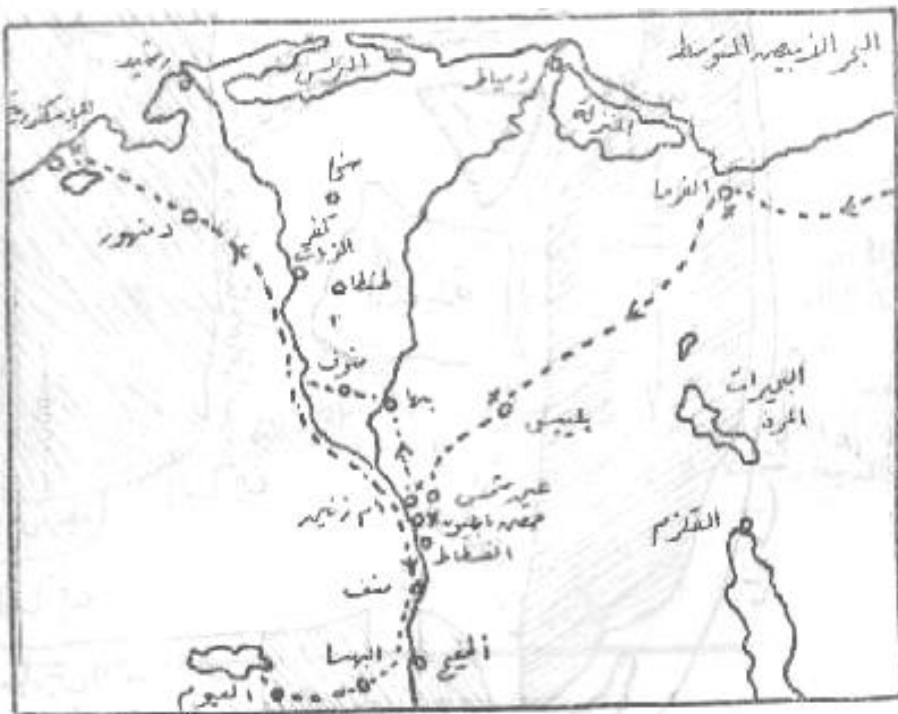 البحر الأبيض المتوسط
رشيد
البرلس
دمياط
المنزلة
الإسكندرية
الفرما
سخا
دمنهور
كفر
الزيات
طنطا
منوف
بنها
بلبيس
البحيرات
المرة
عين شمس
أم دنين
حصن بابليون
الفسطاط
القلزم
منف
البهنسا
الفيوم